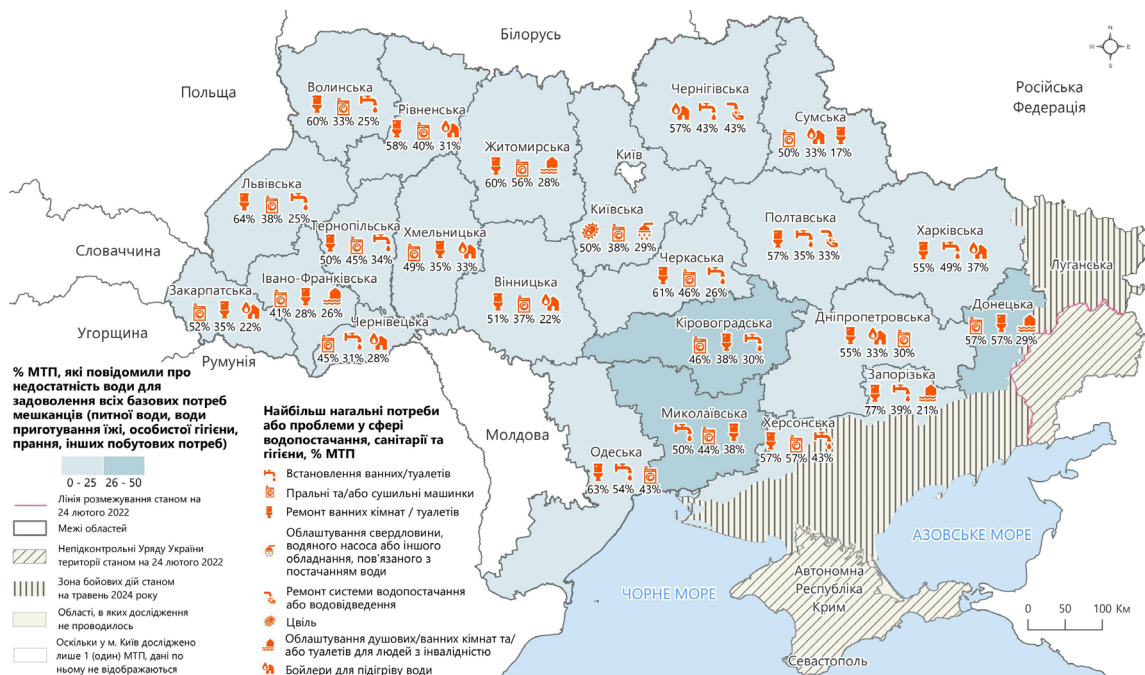 Білорусь
Польща
Російська
Федерація
Волинська
60% 33% 25%
Рівненська
58% 40% 31%
Житомирська
60% 56% 28%
Київ
Чернігівська
57% 43% 43%
Сумська
50% 33% 17%
Львівська
64% 38% 25%
Тернопільська
50% 45% 34%
Хмельницька
49% 35% 33%
Київська
50% 38% 29%
Полтавська
57% 35% 33%
Харківська
55% 49% 37%
Луганська
Словаччина
Закарпатська
52% 35% 22%
Івано-Франківська
41% 28% 26%
Чернівецька
45% 31% 28%
Вінницька
51% 37% 22%
Черкаська
61% 46% 26%
Кіровоградська
46% 38% 30%
Дніпропетровська
55% 33% 30%
Донецька
57% 57% 29%
Запорізька
77% 39% 21%
Угорщина
Румунія
Молдова
Одеська
63% 54% 43%
Миколаївська
50% 44% 38%
Херсонська
57% 57% 43%
АЗОВСЬКЕ МОРЕ
ЧОРНЕ МОРЕ
Автономна
Республіка
Крим
Севастополь
N
W E
S
0 50 100 Км
% МТП, які повідомили про
недостатність води для
задоволення всіх базових потреб
мешканців (питної води, води
приготування їжі, особистої гігієни,
прання, інших побутових потреб)
0 - 25 26 - 50
Лінія розмежування станом на
24 лютого 2022
Межі областей
Непідконтрольні Уряду України
території станом на 24 лютого 2022
Зона бойових дій станом
на травень 2024 року
Області, в яких дослідження
не проводилось
Оскільки у м. Київ досліджено
лише 1 (один) МТП, дані по
ньому не відображаються
Найбільш нагальні потреби
або проблеми у сфері
водопостачання, санітарії та
гігієни, % МТП
Встановлення ванних/туалетів
Пральні та/або сушильні машинки
Ремонт ванних кімнат / туалетів
Облаштування свердловини,
водяного насоса або іншого
обладнання, пов'язаного з
постачанням води
Ремонт системи водопостачання
або водовідведення
Цвіль
Облаштування душових/ванних кімнат та/
або туалетів для людей з інвалідністю
Бойлери для підігріву води